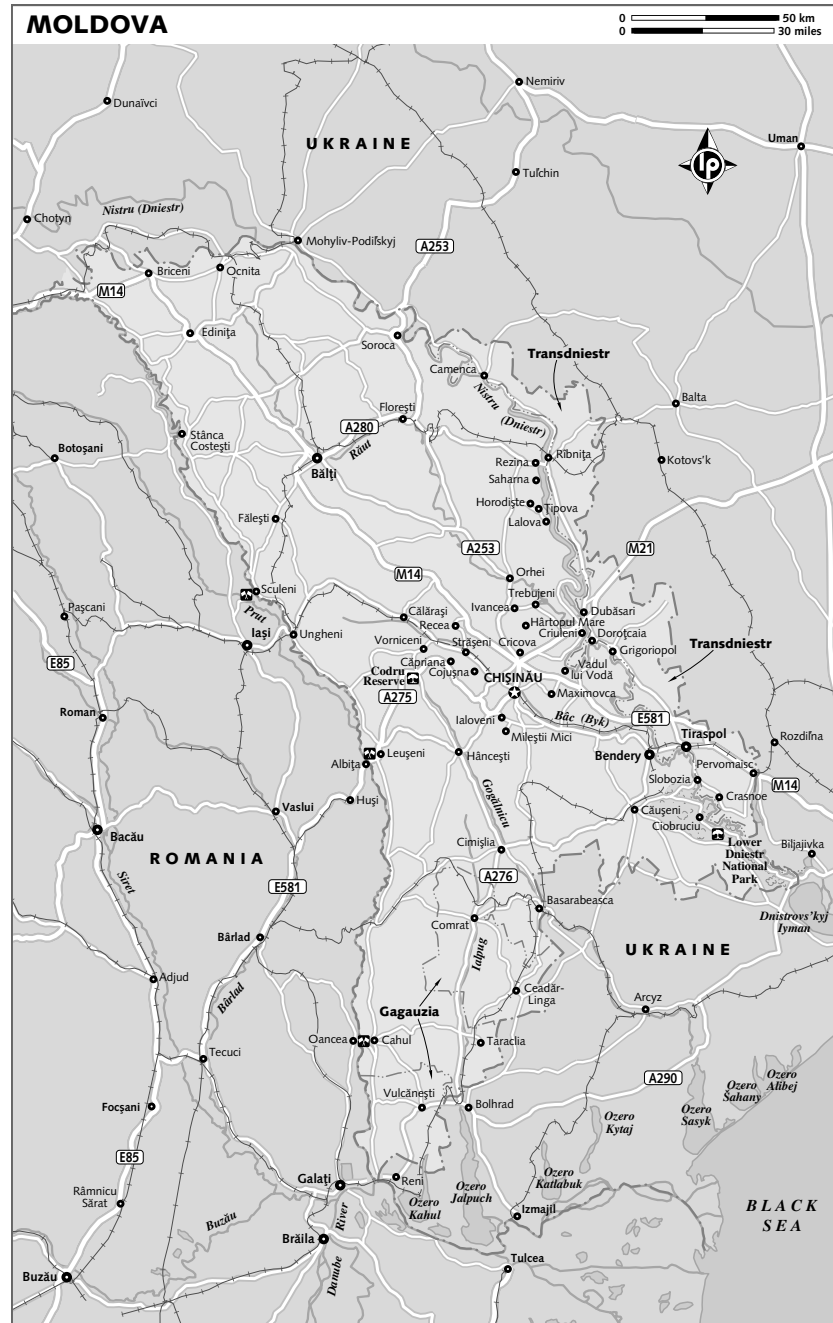 MOLDOVA
0 50 km
0 30 miles
Nemiriv
Dunaïvci
UKRAINE
Uman
lp
Tul'chin
Nistru (Dniestr)
Chotyn
Mohyliv-Podil'skyj
A253
Briceni
Ocnita
M14
Edinița
Soroca
Transdniestr
Camenca
Nistru
(Dniestr)
Balta
Florești
A280
Stânca
Costești
Răut
Botoșani
Bălți
Rîbnița
Kotovs'k
Rezina
Saharna
Horodiște
Țipova
Lalova
Fălești
M21
A253
M14
Orhei
Sculeni
Trebujeni
Ivancea
Prut
Pașcani
Călărași
Dubăsari
Hârtopul Mare
Recea
Iași
Ungheni
Criuleni
Doroțcaia
Vorniceni
Strășeni
Cricova
Grigoriopol
Transdniestr
E85
Căpriana
Cojușna
Vadul
lui Vodă
Codru
Reserve
CHIȘINĂU
A275
Maximovca
Roman
Ialoveni
Bâc (Byk)
E581
Mileștii Mici
Tiraspol
Rozdil'na
Leușeni
Hâncești
Bendery
Albița
Pervomaisc
Slobozia
M14
Crasnoe
Huși
Vaslui
Gogâlnicu
Căușeni
Ciobruciu
Bacău
Lower
Dniestr
National
Park
Cimișlia
Biljajivka
ROMANIA
Siret
A276
E581
Basarabeasca
Dnistrovs'kyj
lyman
Comrat
Bârlad
Ialpug
UKRAINE
Adjud
Ceadăr-
Linga
Bârlad
Gagauzia
Arcyz
Oancea
Cahul
Taraclia
Tecuci
A290
Ozero
Alibej
Ozero
Šahany
Vulcănești
Bolhrad
Focșani
Ozero
Kytaj
Ozero
Sasyk
E85
Galați
Reni
Ozero
Katlabuk
Ozero
Jalpuch
Râmnicu
Sărat
Ozero
Kahul
BLACK
SEA
Izmajil
Buzău
River
Brăila
Danube
Tulcea
Buzău